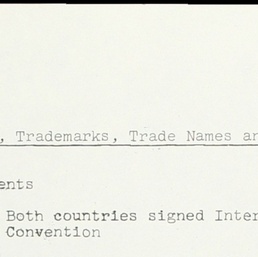 , Trademarks, Trade Names an
ents
Both countries signed Inter
Convention